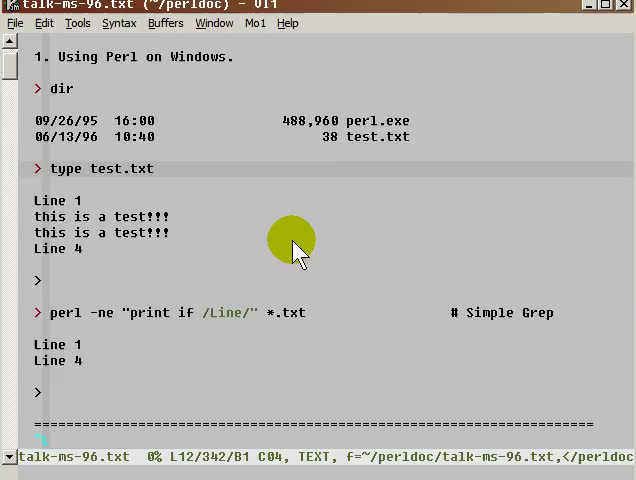 talk-ms-96.txt (~/perldoc) - VI1
File Edit Tools Syntax Buffers Window Mo1 Help
1. Using Perl on Windows.
> dir
09/26/95 16:00 488,960 perl.exe
06/13/96 10:40 38 test.txt
> type test.txt
Line 1
this is a test!!!
this is a test!!!
Line 4
>
> perl -ne "print if /Line/" *.txt # Simple Grep
Line 1
Line 4
>
======================================================================
talk-ms-96.txt 0% L12/342/B1 C04, TEXT, f=~/perldoc/talk-ms-96.txt,</perldoc